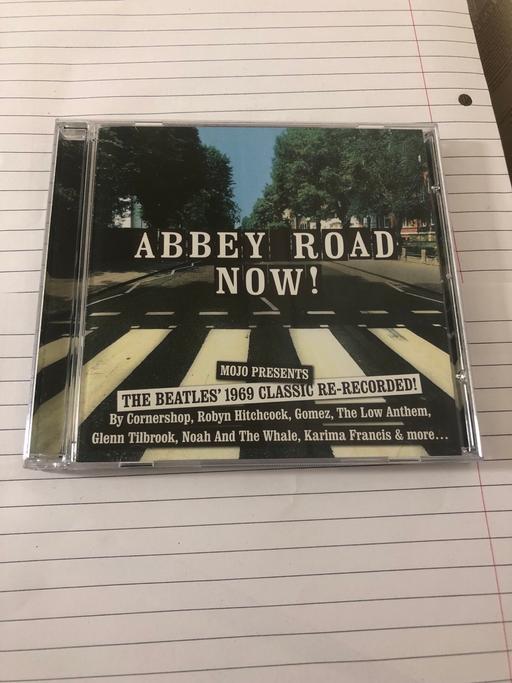 ABBEY ROAD
NOW!
MOJO PRESENTS
THE BEATLES' 1969 CLASSIC RE-RECORDED!
By Cornershop, Robyn Hitchcock, Gomez, The Low Anthem,
Glenn Tilbrook, Noah And The Whale, Karima Francis & more...